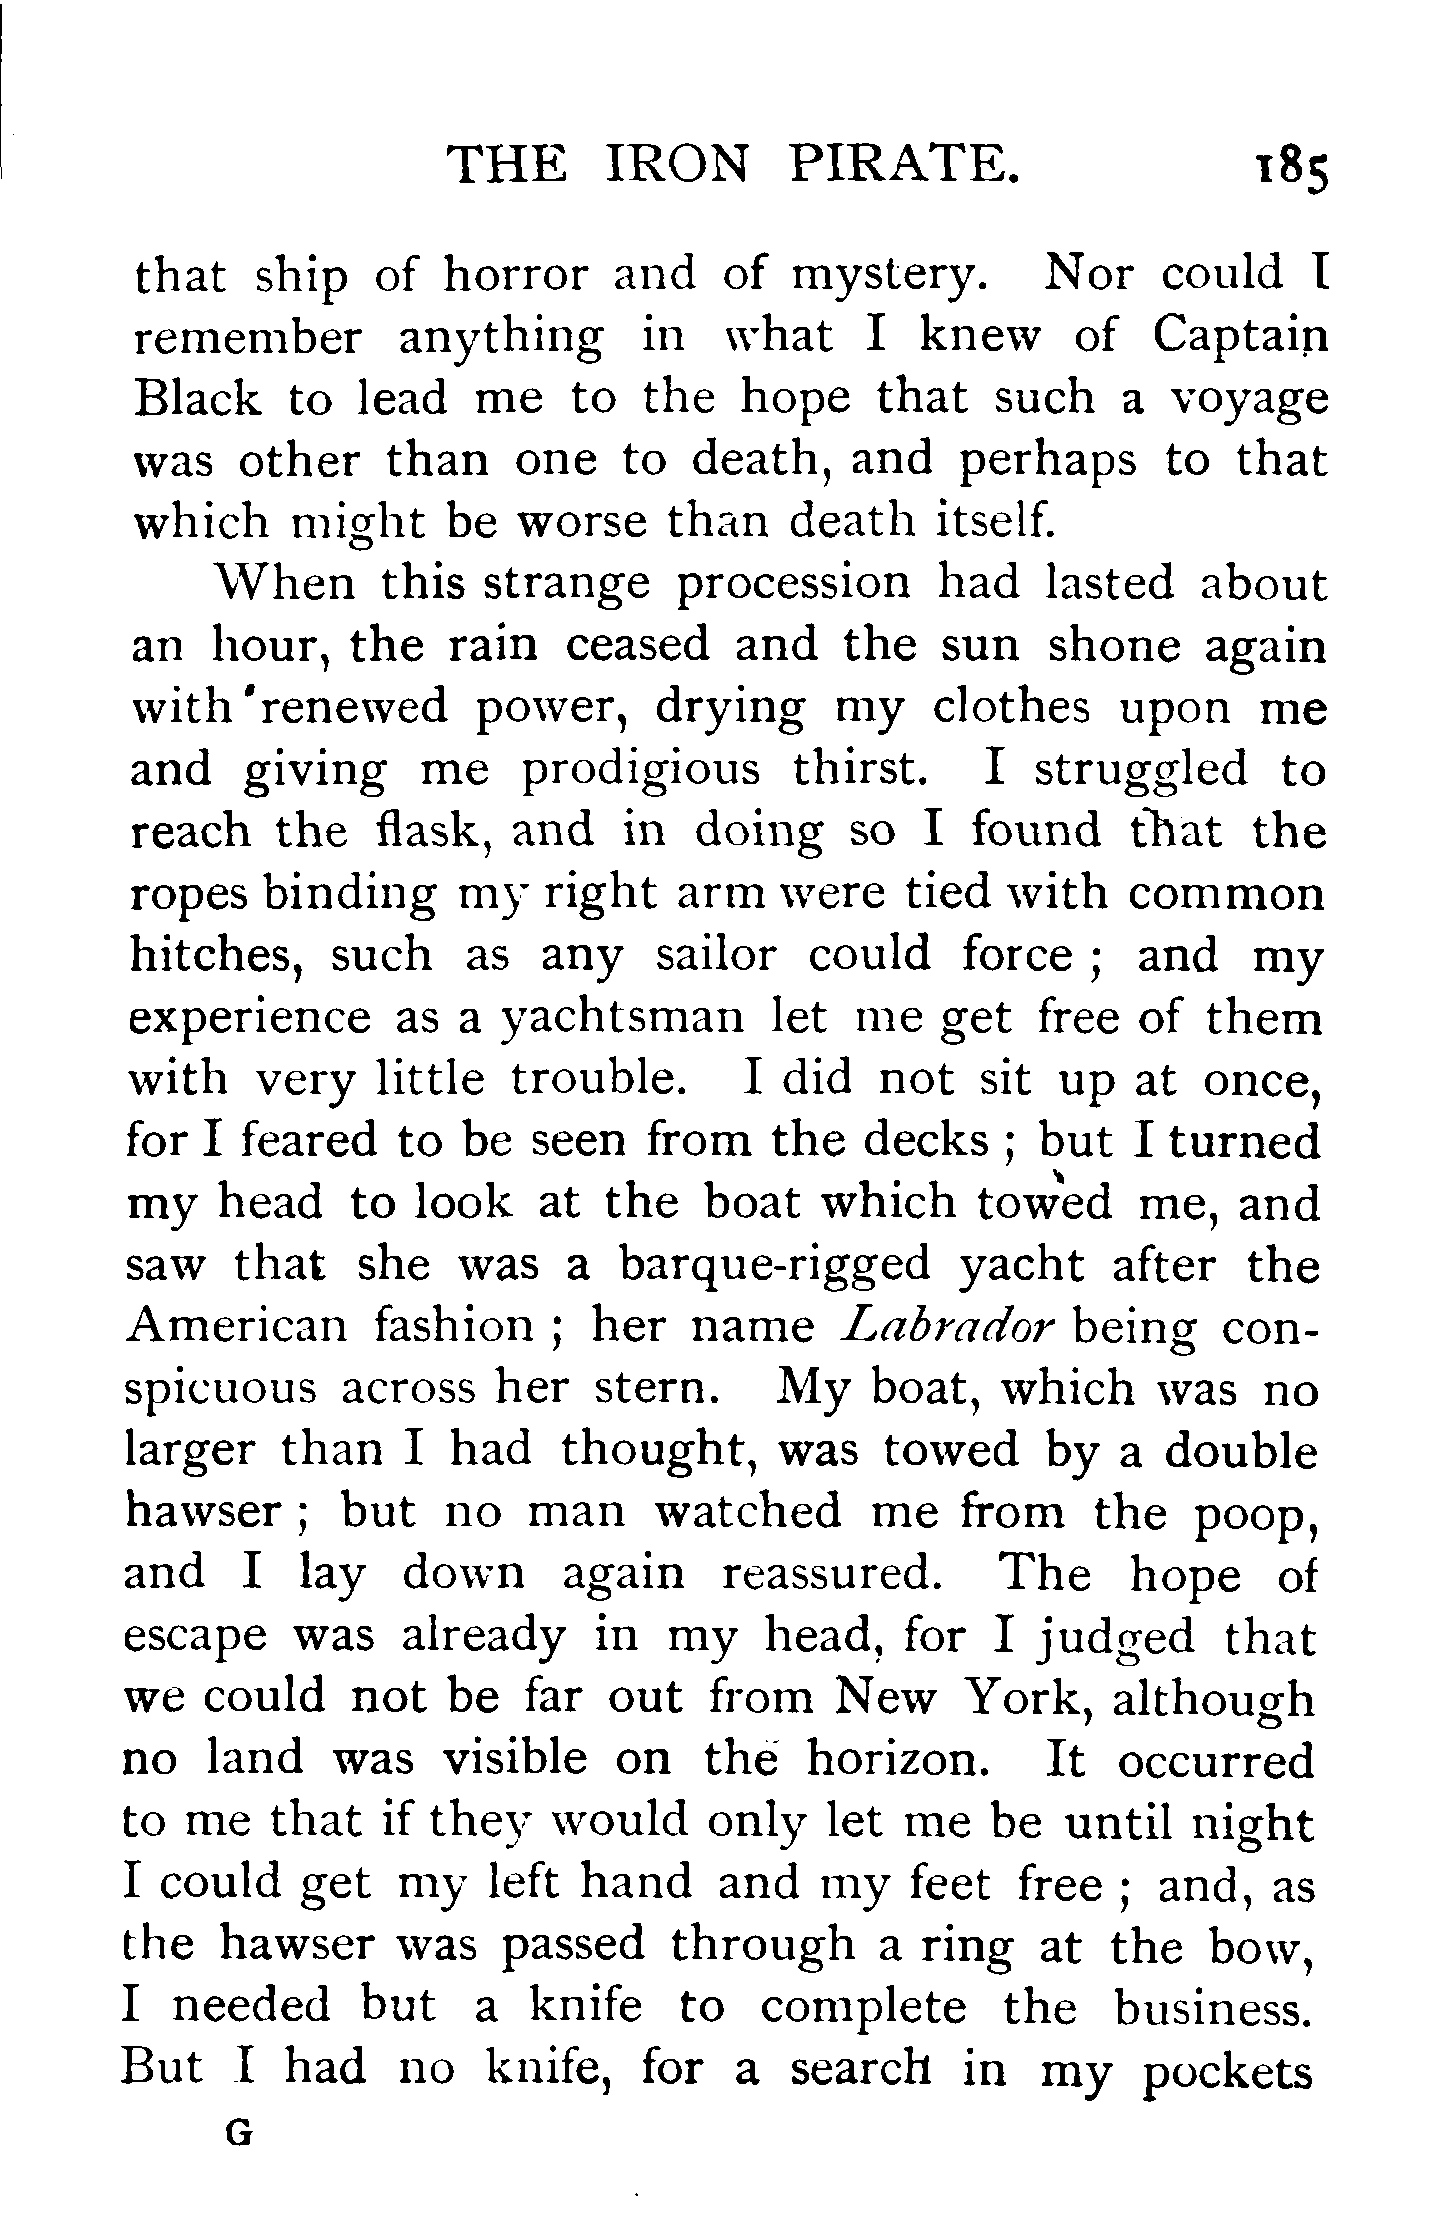 THE IRON PIRATE. 185
that ship of horror and of mystery. Nor could I
remember anything in what I knew of Captain
Black to lead me to the hope that such a voyage
was other than one to death, and perhaps to that
which might be worse than death itself.
When this strange procession had lasted about
an hour, the rain ceased and the sun shone again
with renewed power, drying my clothes upon me
and giving me prodigious thirst. I struggled to
reach the flask, and in doing so I found that the
ropes binding my right arm were tied with common
hitches, such as any sailor could force ; and my
experience as a yachtsman let me get free of them
with very little trouble. I did not sit up at once,
for I feared to be seen from the decks ; but I turned
my head to look at the boat which towed me, and
saw that she was a barque-rigged yacht after the
American fashion ; her name Labrador being con-
spicuous across her stern. My boat, which was no
larger than I had thought, was towed by a double
hawser ; but no man watched me from the poop,
and I lay down again reassured. The hope of
escape was already in my head, for I judged that
we could not be far out from New York, although
no land was visible on the horizon. It occurred
to me that if they would only let me be until night
I could get my left hand and my feet free ; and, as
the hawser was passed through a ring at the bow,
I needed but a knife to complete the business.
But I had no knife, for a search in my pockets
G